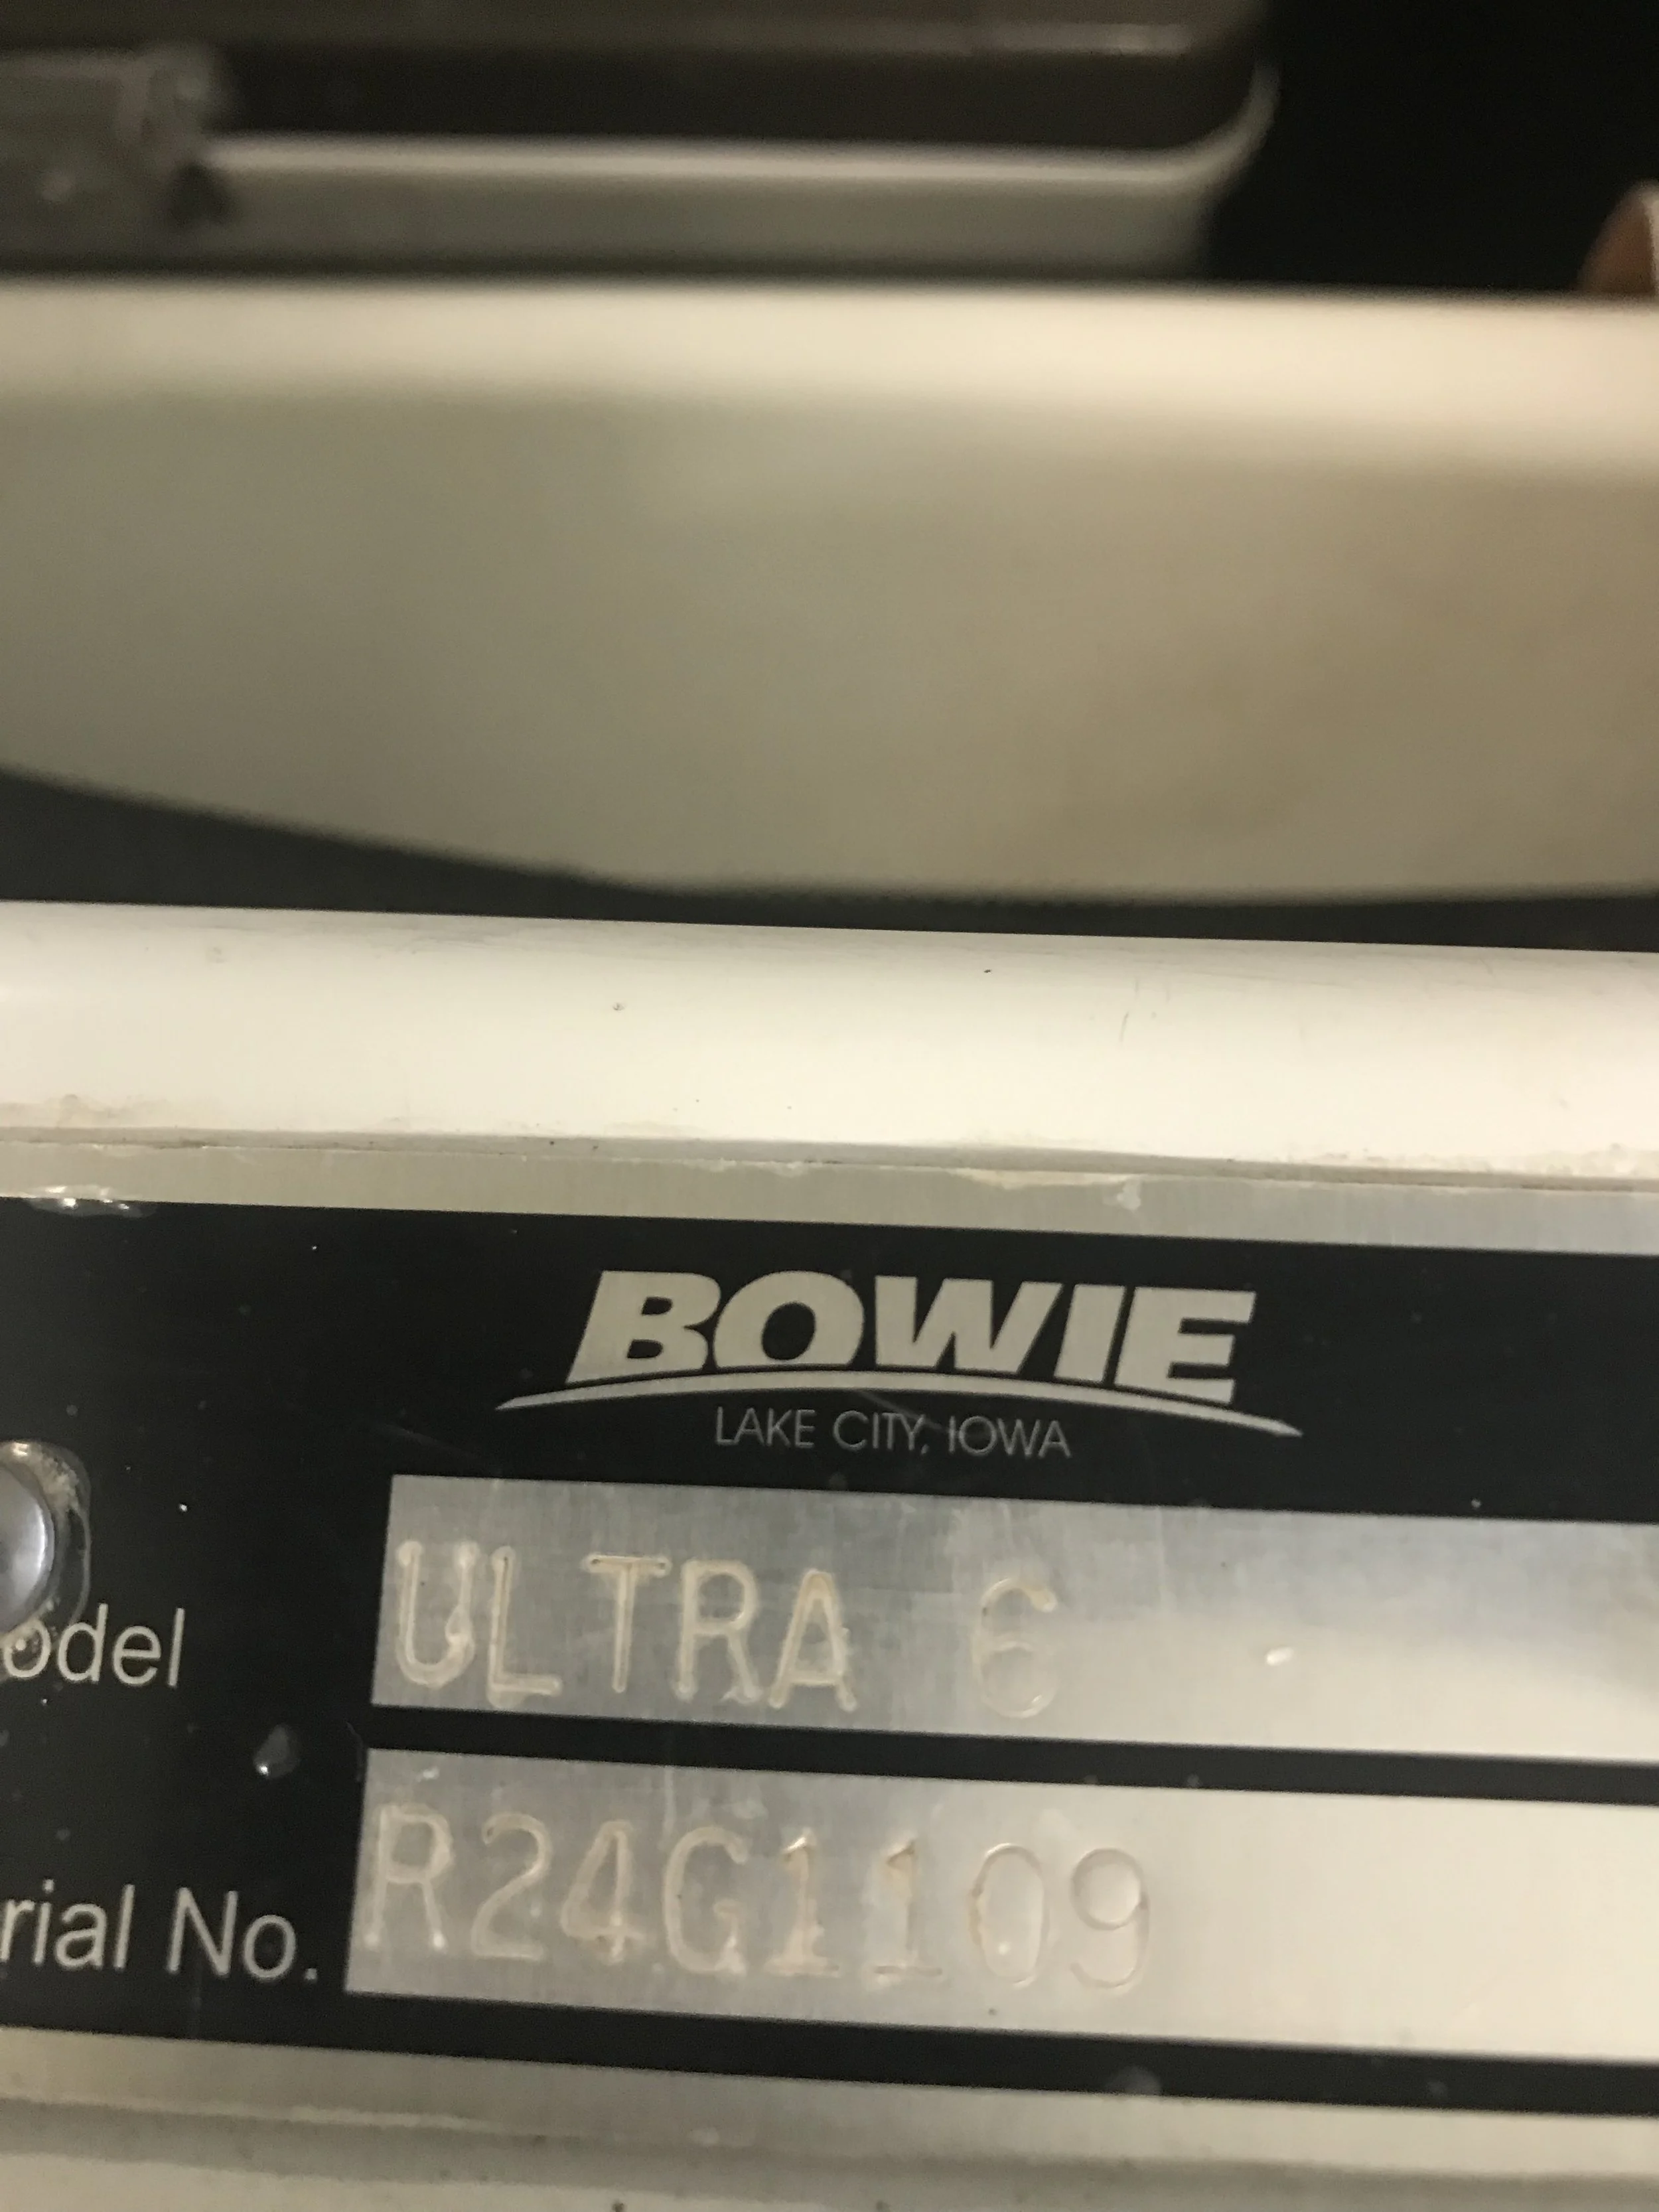 BOWIE
LAKE CITY, IOWA
odel ULTRA 6
rial No. R24G1109